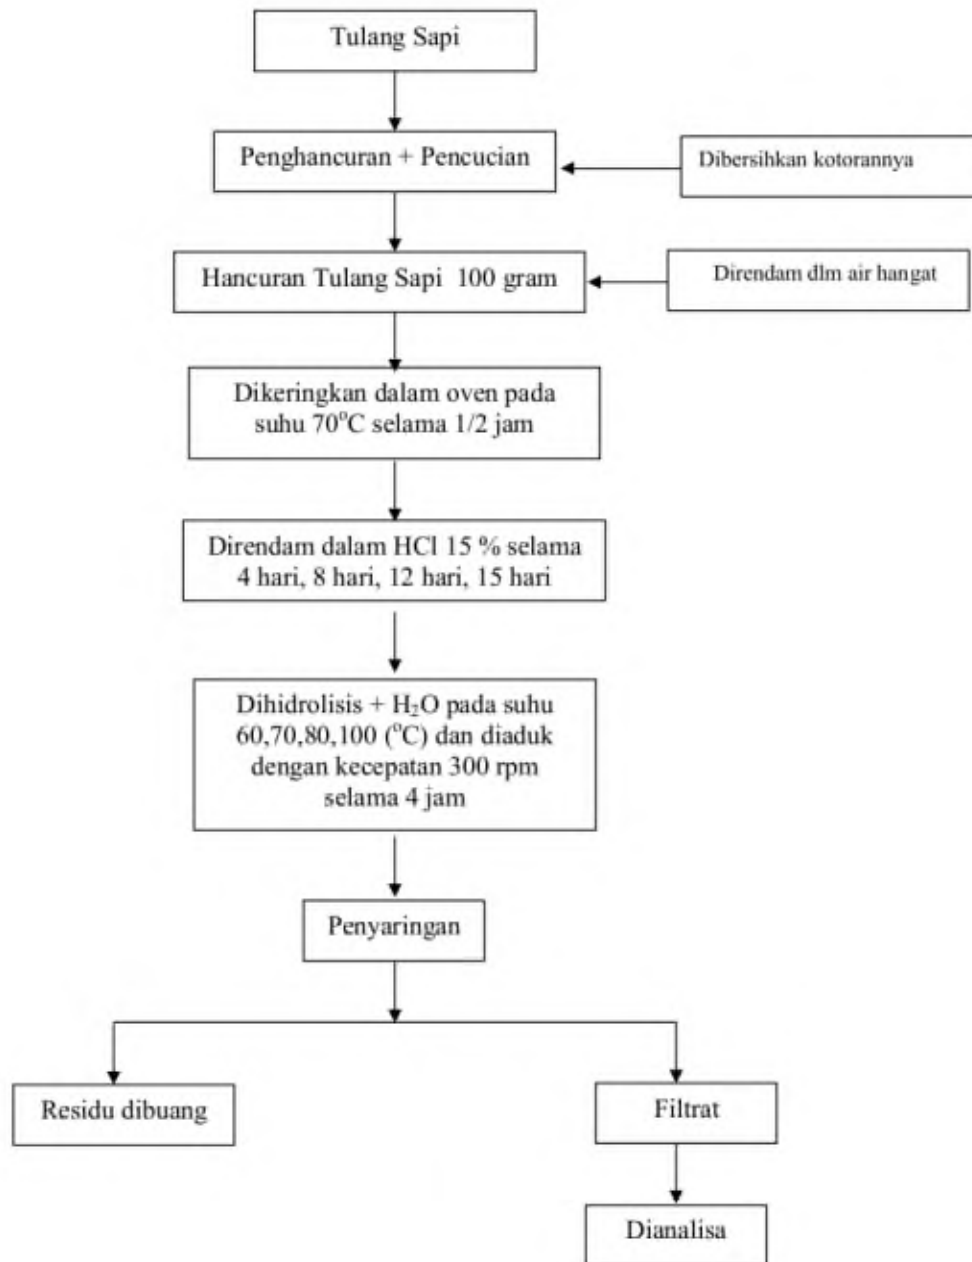 Tulang Sapi
Penghancuran + Pencucian
Dibersihkan kotorannya
Hancuran Tulang Sapi 100 gram
Direndam dlm air hangat
Dikeringkan dalam oven pada
suhu 70°C selama 1/2 jam
Direndam dalam HCl 15 % selama
4 hari, 8 hari, 12 hari, 15 hari
Dihidrolisis + H₂O pada suhu
60,70,80,100 (°C) dan diaduk
dengan kecepatan 300 rpm
selama 4 jam
Penyaringan
Residu dibuang
Filtrat
Dianalisa